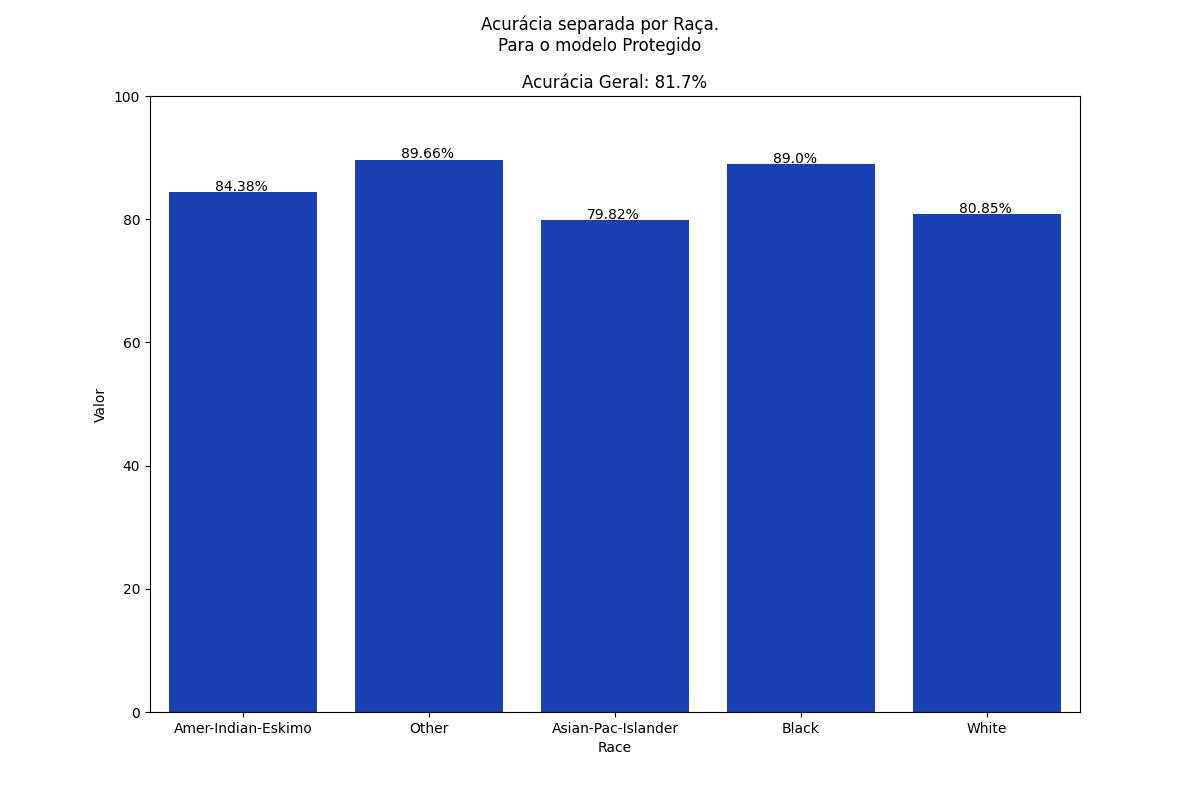 Acurácia separada por Raça.
Para o modelo Protegido
Acurácia Geral: 81.7%
100
80
60
40
20
0
Valor
84.38%
89.66%
79.82%
89.0%
80.85%
Amer-Indian-Eskimo
Other
Asian-Pac-Islander
Black
White
Race